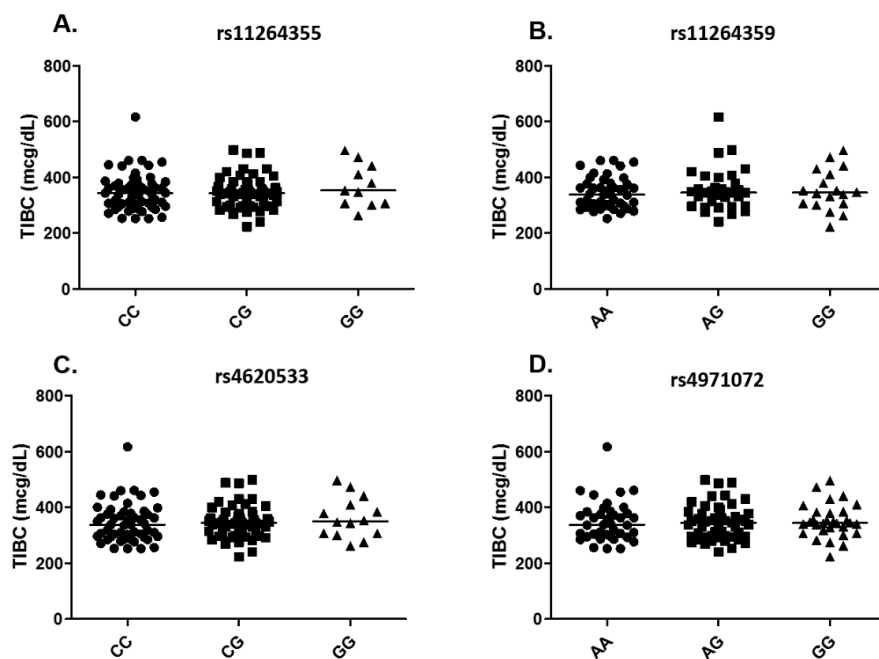 A.
rs11264355
TIBC (mcg/dL)
800
600
400
200
0
CC
CG
GG
B.
rs11264359
TIBC (mcg/dL)
800
600
400
200
0
AA
AG
GG
C.
rs4620533
TIBC (mcg/dL)
800
600
400
200
0
CC
CG
GG
D.
rs4971072
TIBC (mcg/dL)
800
600
400
200
0
AA
AG
GG